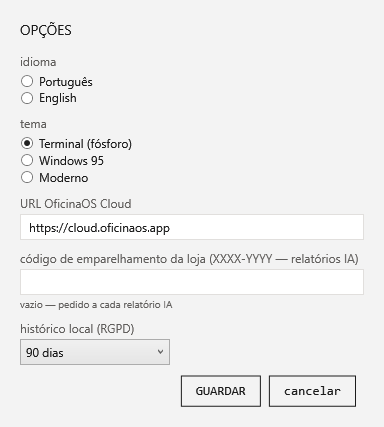 OPÇÕES
idioma
Português
English
tema
Terminal (fósforo)
Windows 95
Moderno
URL OficinaOS Cloud
https://cloud.oficinaos.app
código de emparelhamento da loja (XXXX-YYYY — relatórios IA)
vazio — pedido a cada relatório IA
histórico local (RGPD)
90 dias
GUARDAR cancelar